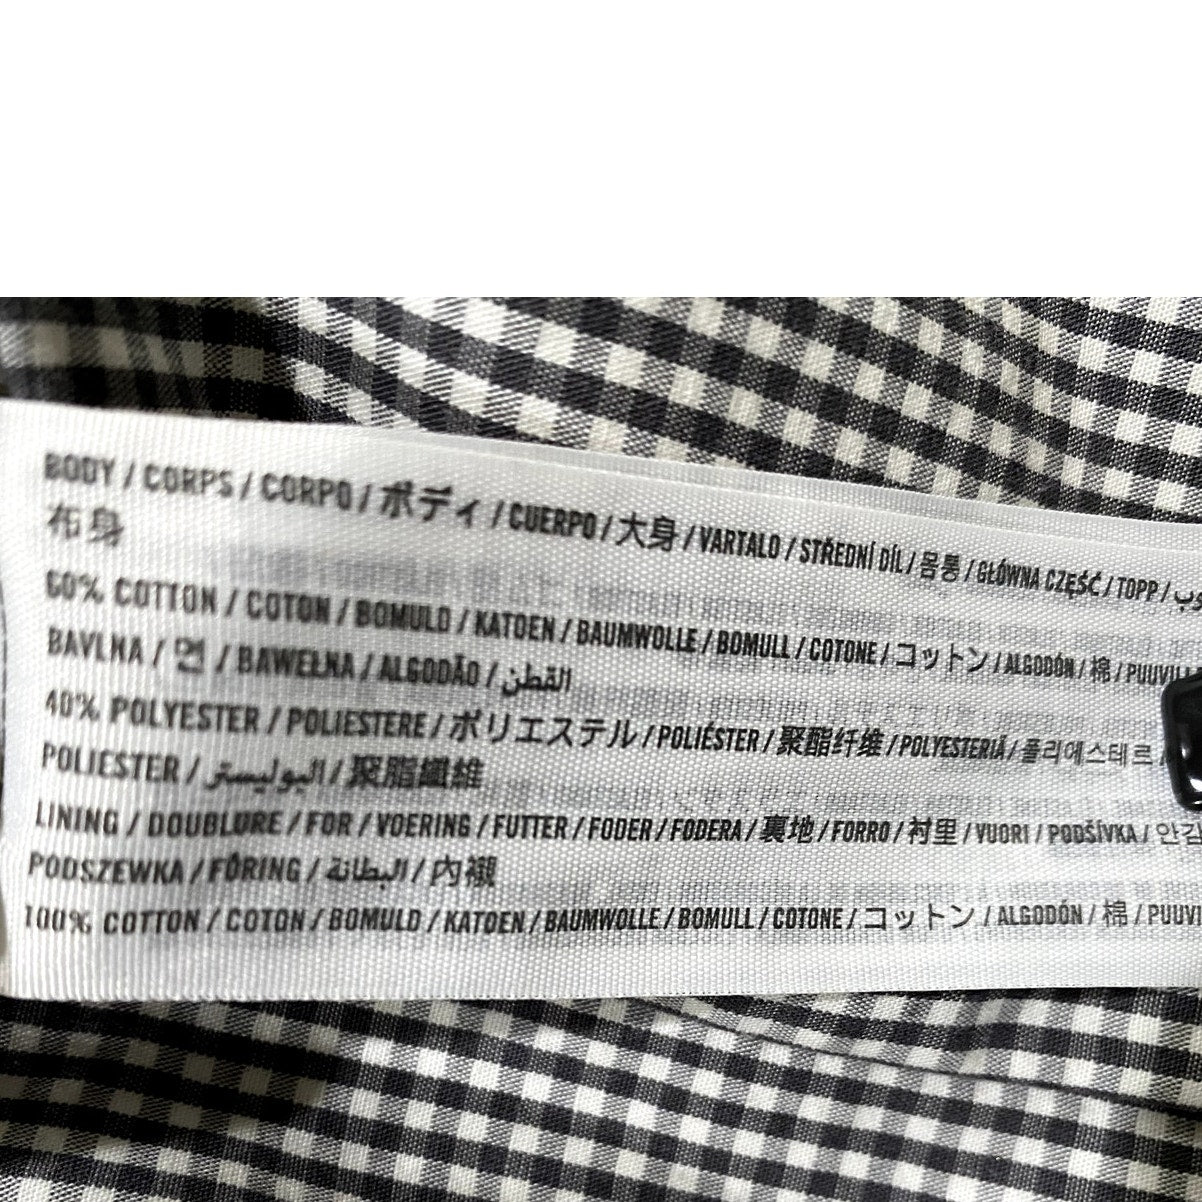 BODY / CORPS / CORPO / ボディ / CUERPO / 大身 / VARTALO / STŘEDNÍ DÍL / 몸통 / GŁÓWNA CZĘŚĆ / TOPP /
布身
60% COTTON / COTON / BOMULD / KATOEN / BAUMWOLLE / BOMULL / COTONE / コットン / ALGODÓN / 棉 /
BAVLNA / 면 / BAWEŁNA / ALGODÃO / القطن
40% POLYESTER / POLIESTERE / ポリエステル / POLIÉSTER / 聚酯纤维 / POLYESTERIÄ / 폴리에스테르 /
POLIESTER / البوليستر / 聚脂纖維
LINING / DOUBLURE / FOR / VOERING / FUTTER / FODER / FODERA / 裏地 / FORRO / 衬里 / VUORI / PODŠÍVKA / 안감
PODSZEWKA / FÔRING / البطانة / 內襯
100% COTTON / COTON / BOMULD / KATOEN / BAUMWOLLE / BOMULL / COTONE / コットン / ALGODÓN / 棉 /